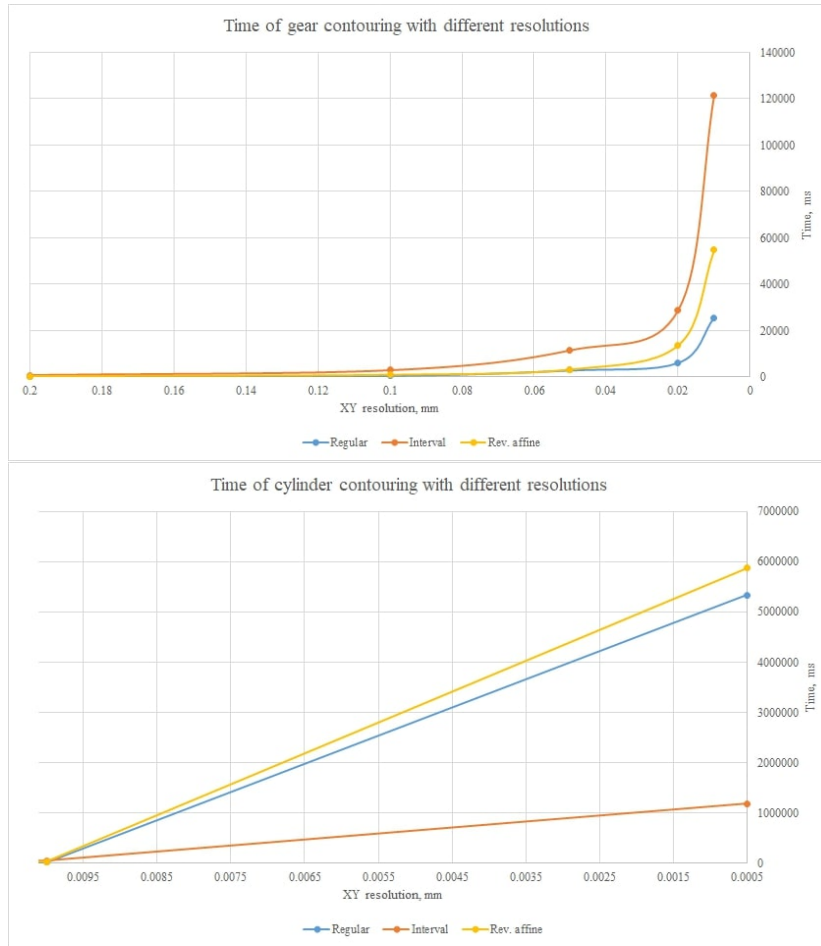 Time of gear contouring with different resolutions
140000
120000
100000
80000
60000
40000
20000
0
Time, ms
0.2 0.18 0.16 0.14 0.12 0.1 0.08 0.06 0.04 0.02 0
XY resolution, mm
Regular Interval Rev. affine
Time of cylinder contouring with different resolutions
7000000
6000000
5000000
4000000
3000000
2000000
1000000
0
Time, ms
0.0095 0.0085 0.0075 0.0065 0.0055 0.0045 0.0035 0.0025 0.0015 0.0005
XY resolution, mm
Regular Interval Rev. affine